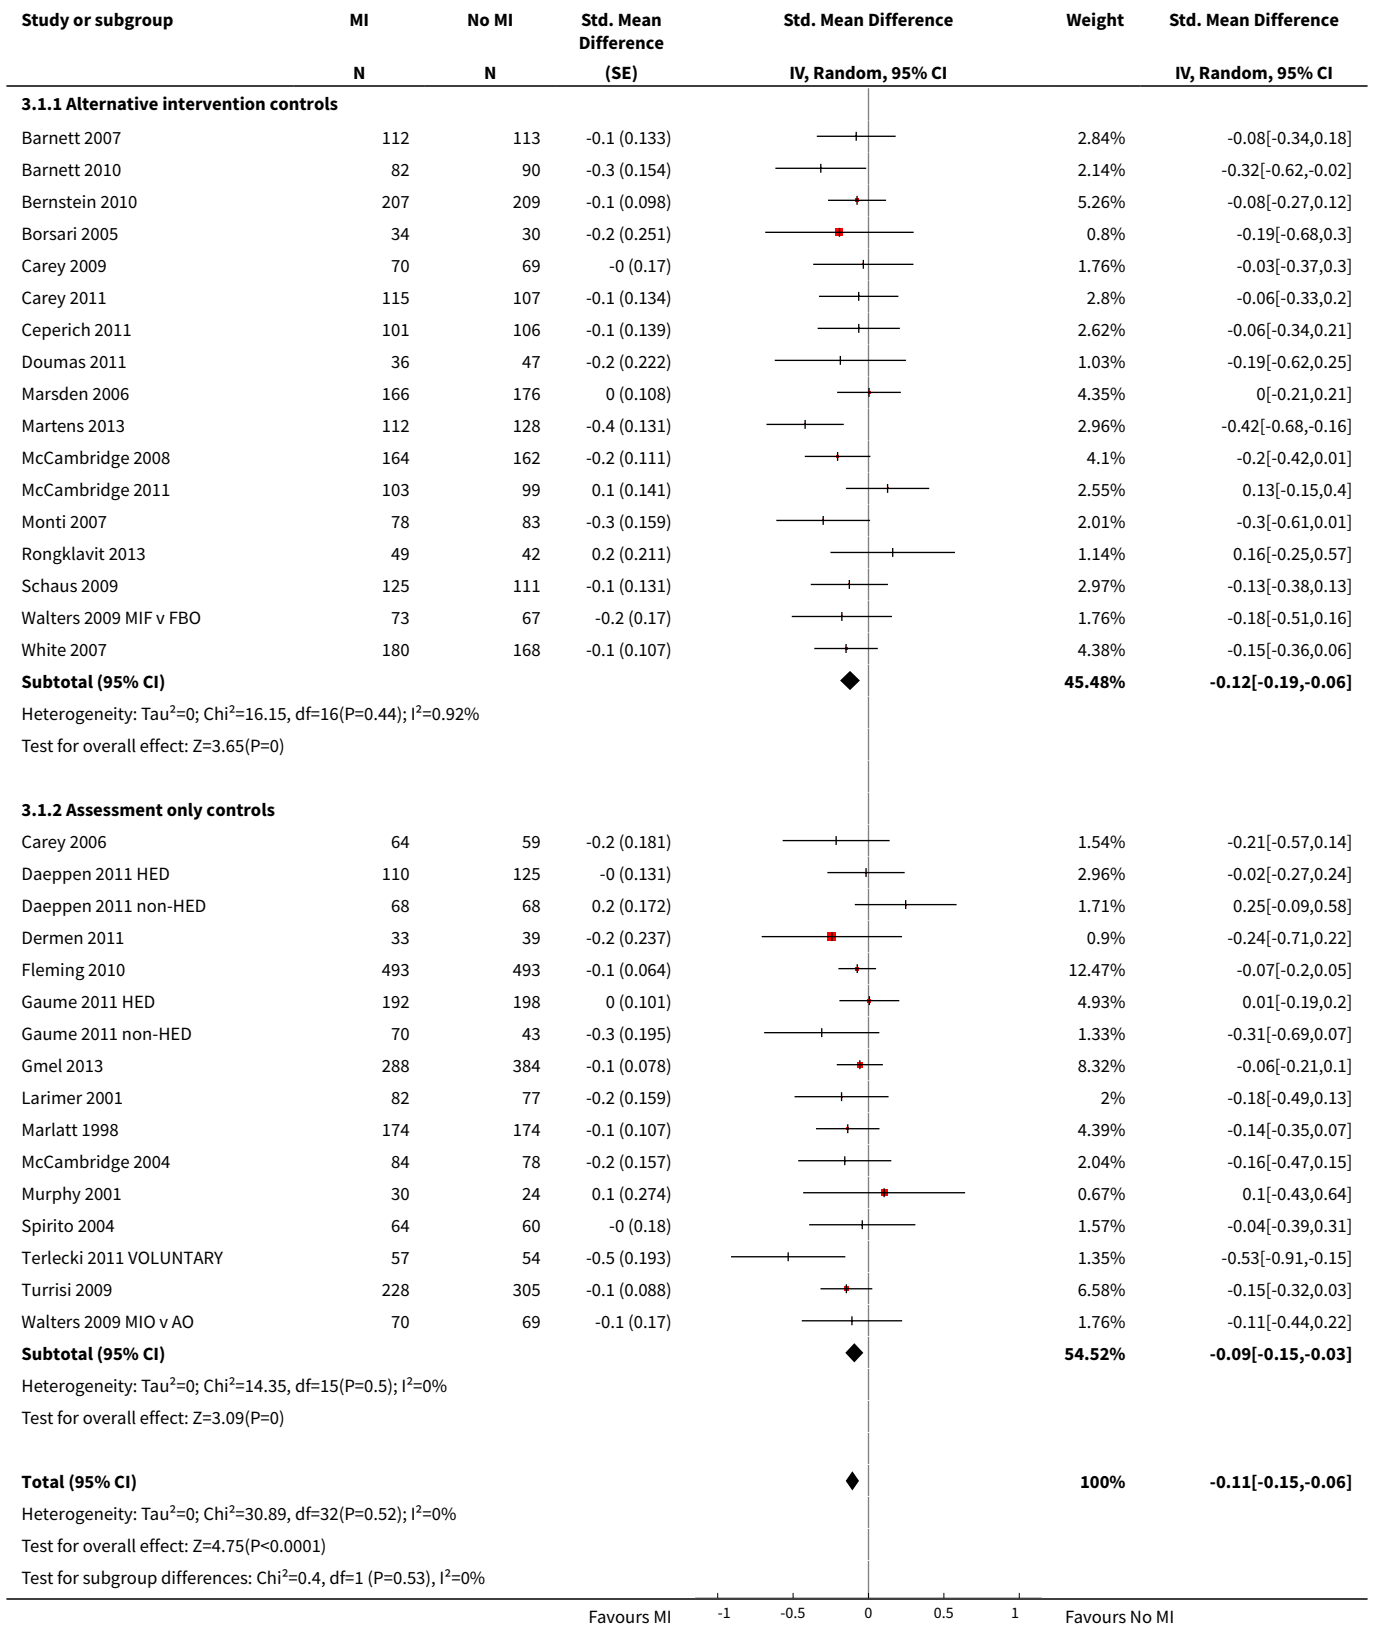 Study or subgroup MI No MI Std. Mean Difference Std. Mean Difference Weight Std. Mean Difference
N N (SE) IV, Random, 95% CI IV, Random, 95% CI
3.1.1 Alternative intervention controls
Barnett 2007 112 113 -0.1 (0.133) 2.84% -0.08[-0.34,0.18]
Barnett 2010 82 90 -0.3 (0.154) 2.14% -0.32[-0.62,-0.02]
Bernstein 2010 207 209 -0.1 (0.098) 5.26% -0.08[-0.27,0.12]
Borsari 2005 34 30 -0.2 (0.251) 0.8% -0.19[-0.68,0.3]
Carey 2009 70 69 -0 (0.17) 1.76% -0.03[-0.37,0.3]
Carey 2011 115 107 -0.1 (0.134) 2.8% -0.06[-0.33,0.2]
Ceperich 2011 101 106 -0.1 (0.139) 2.62% -0.06[-0.34,0.21]
Doumas 2011 36 47 -0.2 (0.222) 1.03% -0.19[-0.62,0.25]
Marsden 2006 166 176 0 (0.108) 4.35% 0[-0.21,0.21]
Martens 2013 112 128 -0.4 (0.131) 2.96% -0.42[-0.68,-0.16]
McCambridge 2008 164 162 -0.2 (0.111) 4.1% -0.2[-0.42,0.01]
McCambridge 2011 103 99 0.1 (0.141) 2.55% 0.13[-0.15,0.4]
Monti 2007 78 83 -0.3 (0.159) 2.01% -0.3[-0.61,0.01]
Rongklavit 2013 49 42 0.2 (0.211) 1.14% 0.16[-0.25,0.57]
Schaus 2009 125 111 -0.1 (0.131) 2.97% -0.13[-0.38,0.13]
Walters 2009 MIF v FBO 73 67 -0.2 (0.17) 1.76% -0.18[-0.51,0.16]
White 2007 180 168 -0.1 (0.107) 4.38% -0.15[-0.36,0.06]
Subtotal (95% CI) 45.48% -0.12[-0.19,-0.06]
Heterogeneity: Tau²=0; Chi²=16.15, df=16(P=0.44); I²=0.92%
Test for overall effect: Z=3.65(P=0)
3.1.2 Assessment only controls
Carey 2006 64 59 -0.2 (0.181) 1.54% -0.21[-0.57,0.14]
Daeppen 2011 HED 110 125 -0 (0.131) 2.96% -0.02[-0.27,0.24]
Daeppen 2011 non-HED 68 68 0.2 (0.172) 1.71% 0.25[-0.09,0.58]
Dermen 2011 33 39 -0.2 (0.237) 0.9% -0.24[-0.71,0.22]
Fleming 2010 493 493 -0.1 (0.064) 12.47% -0.07[-0.2,0.05]
Gaume 2011 HED 192 198 0 (0.101) 4.93% 0.01[-0.19,0.2]
Gaume 2011 non-HED 70 43 -0.3 (0.195) 1.33% -0.31[-0.69,0.07]
Gmel 2013 288 384 -0.1 (0.078) 8.32% -0.06[-0.21,0.1]
Larimer 2001 82 77 -0.2 (0.159) 2% -0.18[-0.49,0.13]
Marlatt 1998 174 174 -0.1 (0.107) 4.39% -0.14[-0.35,0.07]
McCambridge 2004 84 78 -0.2 (0.157) 2.04% -0.16[-0.47,0.15]
Murphy 2001 30 24 0.1 (0.274) 0.67% 0.1[-0.43,0.64]
Spirito 2004 64 60 -0 (0.18) 1.57% -0.04[-0.39,0.31]
Terlecki 2011 VOLUNTARY 57 54 -0.5 (0.193) 1.35% -0.53[-0.91,-0.15]
Turrisi 2009 228 305 -0.1 (0.088) 6.58% -0.15[-0.32,0.03]
Walters 2009 MIO v AO 70 69 -0.1 (0.17) 1.76% -0.11[-0.44,0.22]
Subtotal (95% CI) 54.52% -0.09[-0.15,-0.03]
Heterogeneity: Tau²=0; Chi²=14.35, df=15(P=0.5); I²=0%
Test for overall effect: Z=3.09(P=0)
Total (95% CI) 100% -0.11[-0.15,-0.06]
Heterogeneity: Tau²=0; Chi²=30.89, df=32(P=0.52); I²=0%
Test for overall effect: Z=4.75(P<0.0001)
Test for subgroup differences: Chi²=0.4, df=1 (P=0.53), I²=0%
Favours MI -1 -0.5 0 0.5 1 Favours No MI